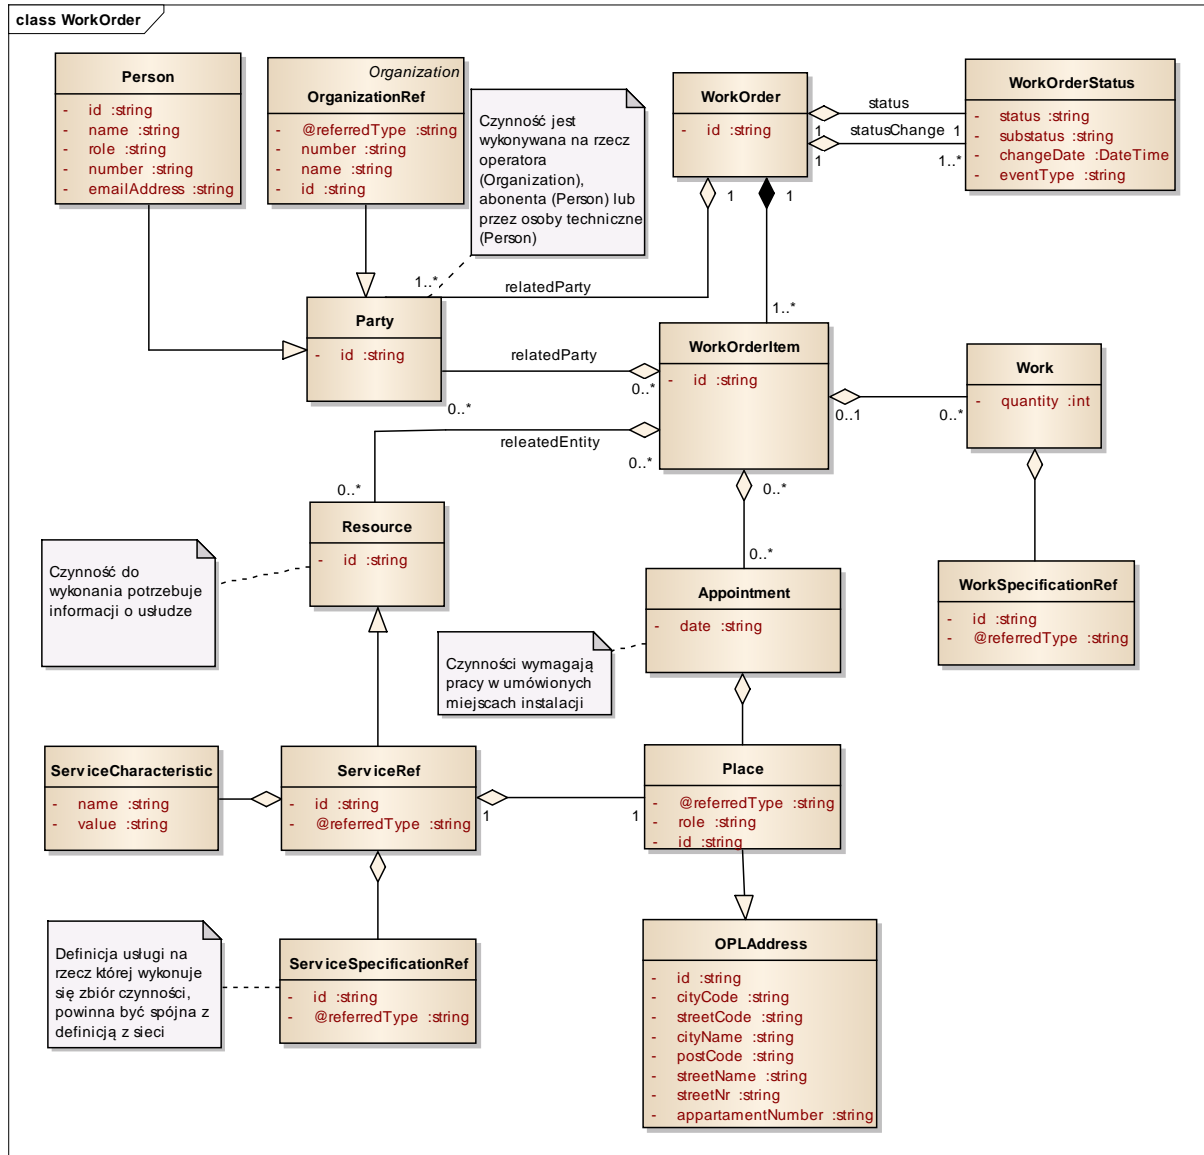 class WorkOrder
Person
- id :string
- name :string
- role :string
- number :string
- emailAddress :string
Organization
OrganizationRef
- @referredType :string
- number :string
- name :string
- id :string
Czynność jest
wykonywana na rzecz
operatora
(Organization),
abonenta (Person) lub
przez osoby techniczne
(Person)
WorkOrder
- id :string
status
1
statusChange 1
1
1..*
WorkOrderStatus
- status :string
- substatus :string
- changeDate :DateTime
- eventType :string
1
1
1..*
relatedParty
1..*
Party
- id :string
relatedParty
0..*
0..*
WorkOrderItem
- id :string
0..1
0..*
Work
- quantity :int
releatedEntity
0..*
0..*
0..*
0..*
Resource
- id :string
Czynność do
wykonania potrzebuje
informacji o usłudze
Appointment
- date :string
Czynności wymagają
pracy w umówionych
miejscach instalacji
WorkSpecificationRef
- id :string
- @referredType :string
ServiceCharacteristic
- name :string
- value :string
ServiceRef
- id :string
- @referredType :string
1
1
Place
- @referredType :string
- role :string
- id :string
Definicja usługi na
rzecz której wykonuje
się zbiór czynności,
powinna być spójna z
definicją z sieci
ServiceSpecificationRef
- id :string
- @referredType :string
OPLAddress
- id :string
- cityCode :string
- streetCode :string
- cityName :string
- postCode :string
- streetName :string
- streetNr :string
- appartamentNumber :string